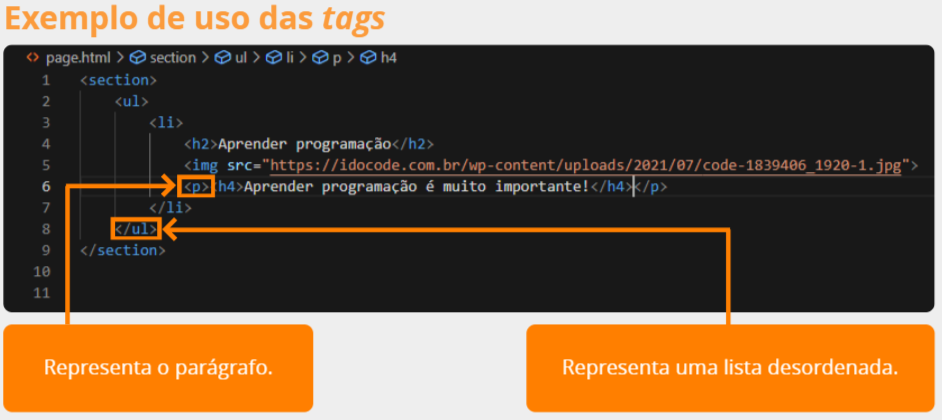 Exemplo de uso das tags
page.html > section > ul > li > p > h4
1 <section>
2 <ul>
3 <li>
4 <h2>Aprender programação</h2>
5 <img src="https://idocode.com.br/wp-content/uploads/2021/07/code-1839406_1920-1.jpg">
6 <p><h4>Aprender programação é muito importante!</h4></p>
7 </li>
8 </ul>
9 </section>
10
11
Representa o parágrafo.
Representa uma lista desordenada.